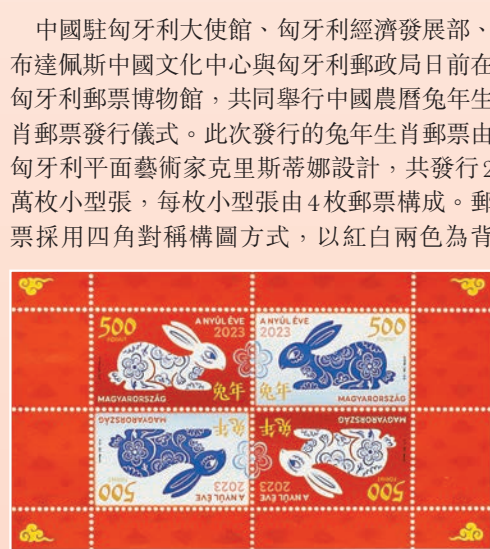 中國駐匈牙利大使館、匈牙利經濟發展部、
布達佩斯中國文化中心與匈牙利郵政局日前在
匈牙利郵票博物館，共同舉行中國農曆兔年生
肖郵票發行儀式。此次發行的兔年生肖郵票由
匈牙利平面藝術家克里斯蒂娜設計，共發行2
萬枚小型張，每枚小型張由4枚郵票構成。郵
票採用四角對稱構圖方式，以紅白兩色為背
500
FORINT
A NYÚL ÉVE
2023
兔年
MAGYARORSZÁG
A NYÚL ÉVE
2023
500
FORINT
兔年
MAGYARORSZÁG
MAGYARORSZÁG
兔年
2023
A NYÚL ÉVE
500
FORINT
MAGYARORSZÁG
兔年
2023
A NYÚL ÉVE
500
FORINT